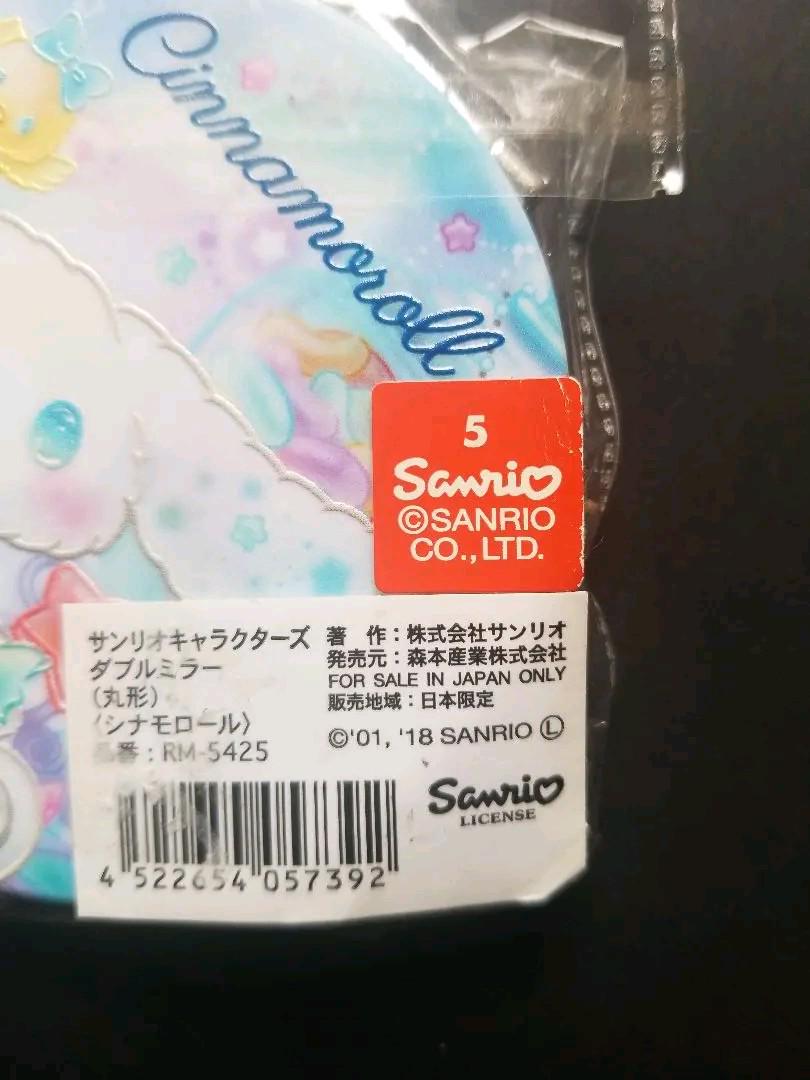 Cinnamoroll
5
Sanrio
©SANRIO
CO.,LTD.
サンリオキャラクターズ
ダブルミラー
（丸形）
〈シナモロール〉
品番：RM-5425
著　作：株式会社サンリオ
発売元：森本産業株式会社
FOR SALE IN JAPAN ONLY
販売地域：日本限定
©'01, '18 SANRIO Ⓛ
Sanrio
LICENSE
4 522654 057392